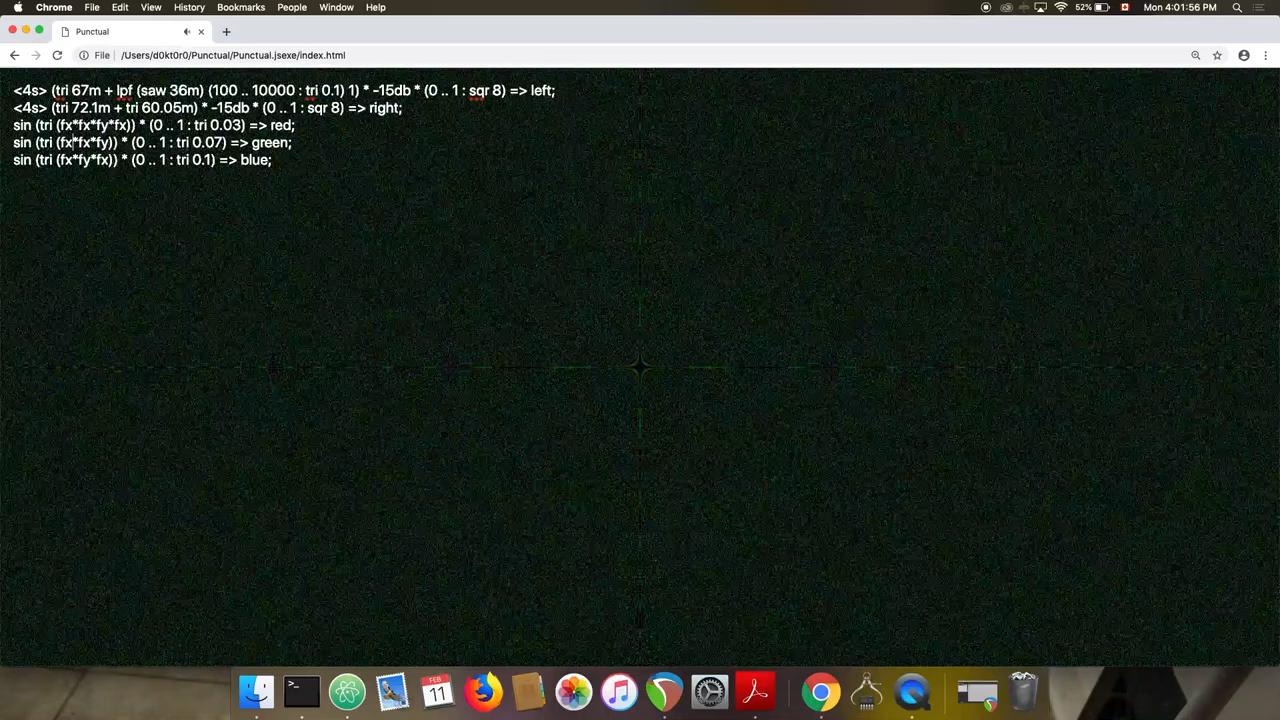 Chrome File Edit View History Bookmarks People Window Help 52% Mon 4:01:56 PM
Punctual
File /Users/d0kt0r0/Punctual/Punctual.jsexe/index.html
<4s> (tri 67m + lpf (saw 36m) (100 .. 10000 : tri 0.1) 1) * -15db * (0 .. 1 : sqr 8) => left;
<4s> (tri 72.1m + tri 60.05m) * -15db * (0 .. 1 : sqr 8) => right;
sin (tri (fx*fx*fy*fx)) * (0 .. 1 : tri 0.03) => red;
sin (tri (fx*fx*fy)) * (0 .. 1 : tri 0.07) => green;
sin (tri (fx*fy*fx)) * (0 .. 1 : tri 0.1) => blue;
>_
FEB
11